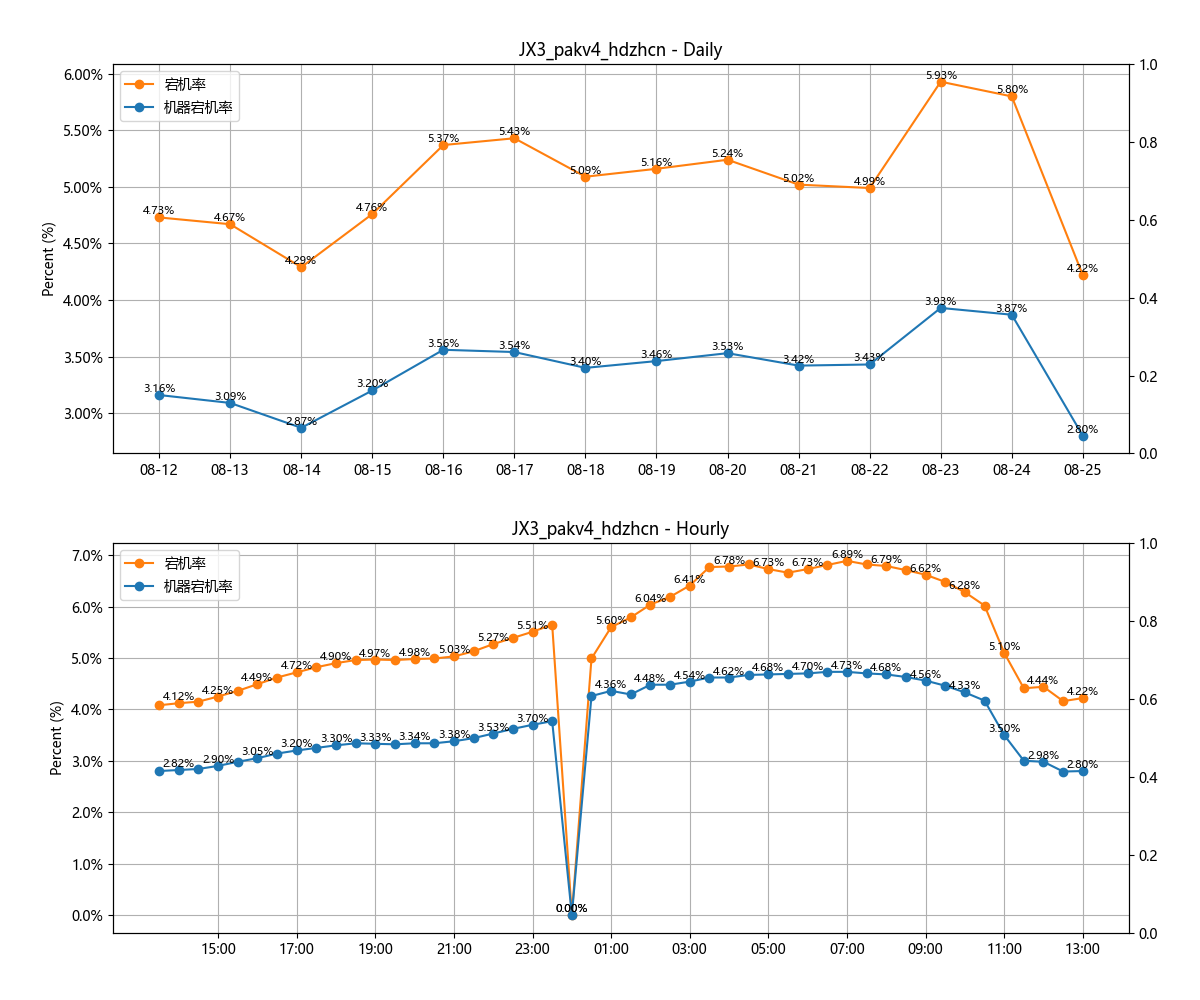 JX3_pakv4_hdzhcn - Daily
宕机率
机器宕机率
Percent (%)
6.00%
5.50%
5.00%
4.50%
4.00%
3.50%
3.00%
1.0
0.8
0.6
0.4
0.2
0.0
4.73% 4.67% 4.29% 4.76% 5.37% 5.43% 5.09% 5.16% 5.24% 5.02% 4.99% 5.93% 5.80% 4.22%
3.16% 3.09% 2.87% 3.20% 3.56% 3.54% 3.40% 3.46% 3.53% 3.42% 3.43% 3.93% 3.87% 2.80%
08-12 08-13 08-14 08-15 08-16 08-17 08-18 08-19 08-20 08-21 08-22 08-23 08-24 08-25
JX3_pakv4_hdzhcn - Hourly
宕机率
机器宕机率
Percent (%)
7.0%
6.0%
5.0%
4.0%
3.0%
2.0%
1.0%
0.0%
1.0
0.8
0.6
0.4
0.2
0.0
4.12% 4.25% 4.49% 4.72% 4.90% 4.97% 4.98% 5.03% 5.27% 5.51% 0.00% 5.60% 6.04% 6.41% 6.78% 6.73% 6.73% 6.89% 6.79% 6.62% 6.28% 5.10% 4.44% 4.22%
2.82% 2.90% 3.05% 3.20% 3.30% 3.33% 3.34% 3.38% 3.53% 3.70% 0.00% 4.36% 4.48% 4.54% 4.62% 4.68% 4.70% 4.73% 4.68% 4.56% 4.33% 3.50% 2.98% 2.80%
15:00 17:00 19:00 21:00 23:00 01:00 03:00 05:00 07:00 09:00 11:00 13:00